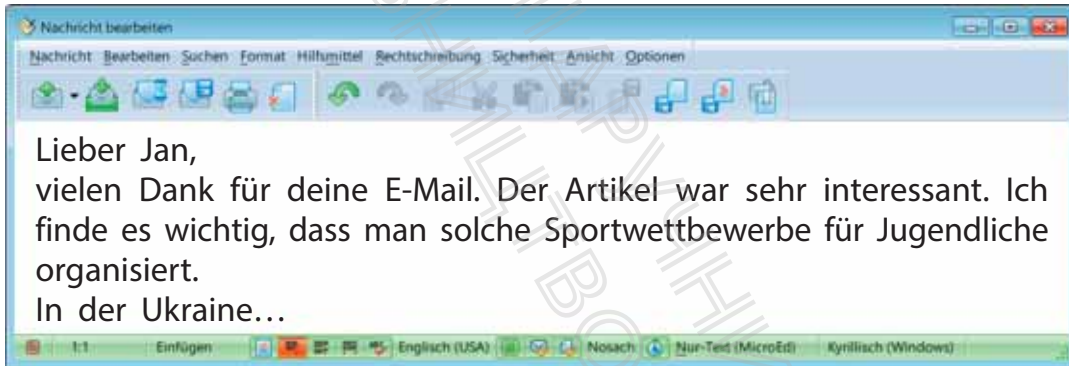 Nachricht bearbeiten
Nachricht Bearbeiten Suchen Format Hilfsmittel Rechtschreibung Sicherheit Ansicht Optionen
Lieber Jan,
vielen Dank für deine E-Mail. Der Artikel war sehr interessant. Ich
finde es wichtig, dass man solche Sportwettbewerbe für Jugendliche
organisiert.
In der Ukraine…
1:1 Einfügen Englisch (USA) Nosach Nur-Text (MicroEd) Kyrillisch (Windows)